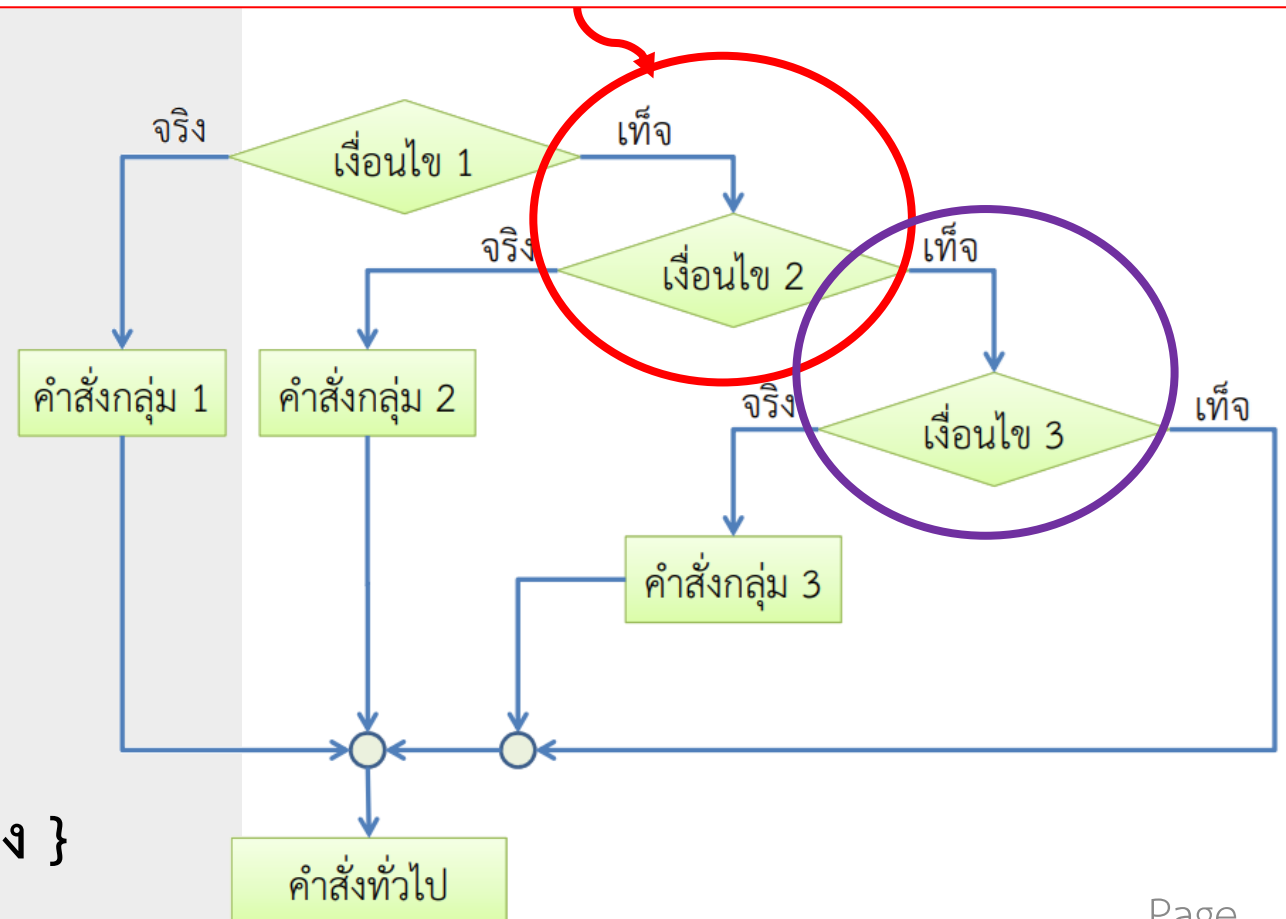 จริง
เงื่อนไข 1
เท็จ
จริง
เงื่อนไข 2
เท็จ
คำสั่งกลุ่ม 1
คำสั่งกลุ่ม 2
จริง
เงื่อนไข 3
เท็จ
คำสั่งกลุ่ม 3
ง }
คำสั่งทั่วไป
Page